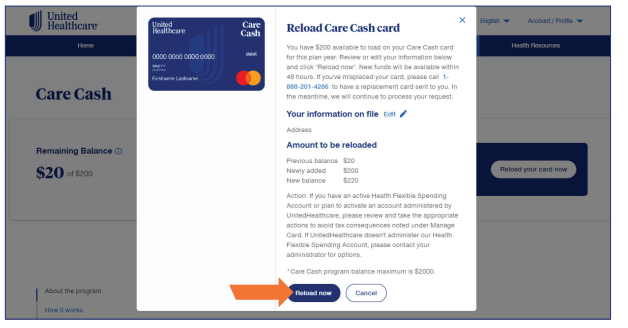 United
Healthcare
English
Account / Profile
Home
Health Resources
Care Cash
Remaining Balance
$20 of $200
Reload your card now
About the program
How it works
United
Healthcare
Care
Cash
0000 0000 0000 0000
debit
Firstname Lastname
Reload Care Cash card
You have $200 available to load on your Care Cash card
for this plan year. Review or edit your information below
and click "Reload now". New funds will be available within
48 hours. If you've misplaced your card, please call 1-
888-201-4286 to have a replacement card sent to you. In
the meantime, we will continue to process your request.
Your information on file Edit
Address
Amount to be reloaded
Previous balance $20
Newly added $200
New balance $220
Action: If you have an active Health Flexible Spending
Account or plan to activate an account administered by
UnitedHealthcare, please review and take the appropriate
actions to avoid tax consequences noted under Manage
Card. If UnitedHealthcare doesn't administer our Health
Flexible Spending Account, please contact your
administrator for options.
*Care Cash program balance maximum is $2000.
Reload now
Cancel